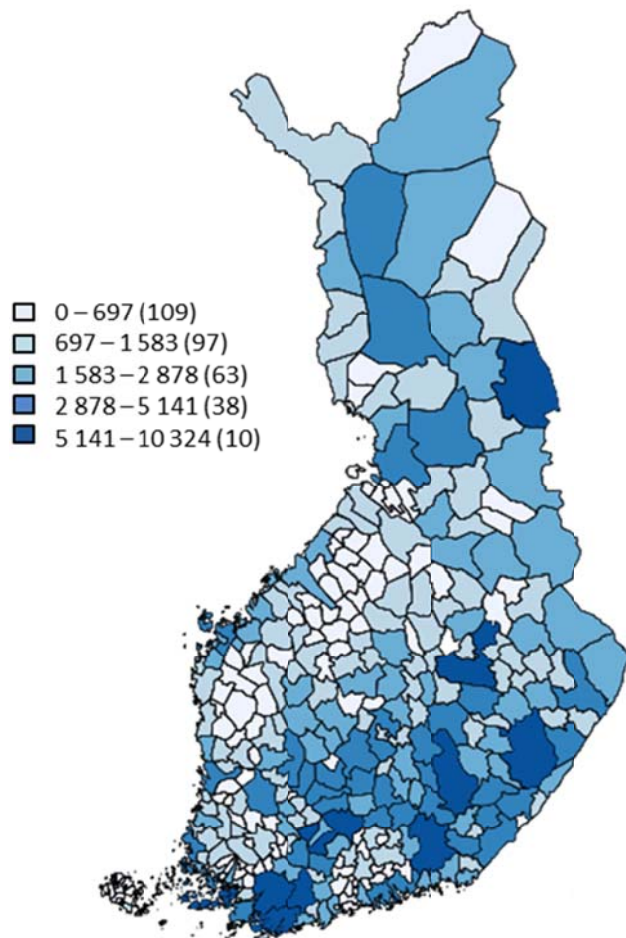 0 – 697 (109)
697 – 1 583 (97)
1 583 – 2 878 (63)
2 878 – 5 141 (38)
5 141 – 10 324 (10)